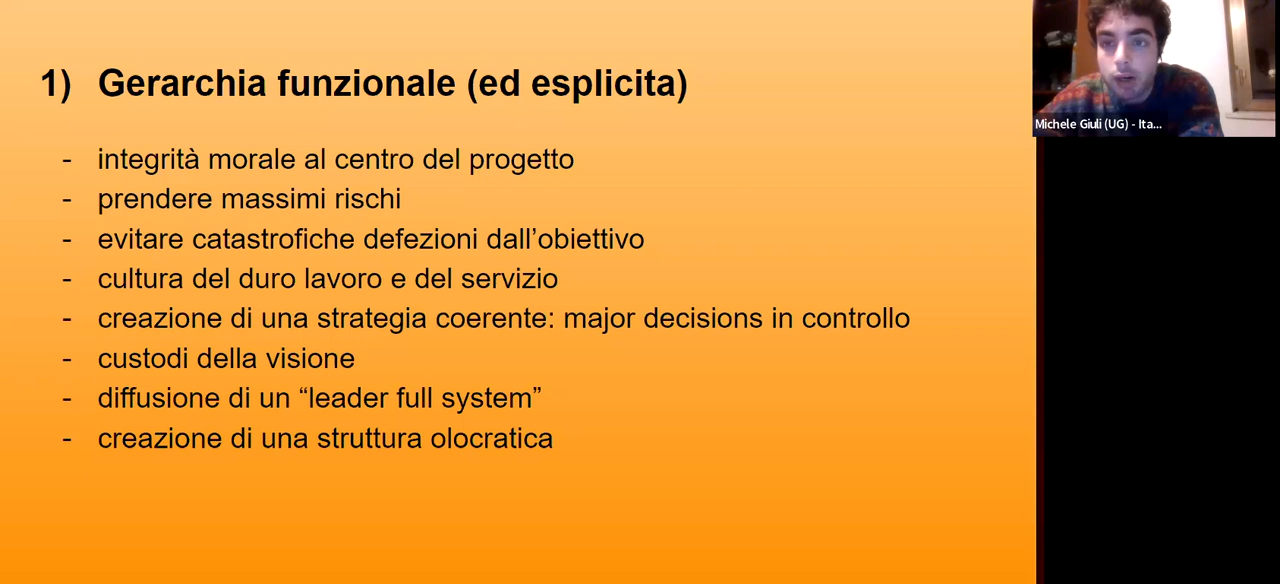 1) Gerarchia funzionale (ed esplicita)
- integrità morale al centro del progetto
- prendere massimi rischi
- evitare catastrofiche defezioni dall’obiettivo
- cultura del duro lavoro e del servizio
- creazione di una strategia coerente: major decisions in controllo
- custodi della visione
- diffusione di un “leader full system”
- creazione di una struttura olocratica
Michele Giuli (UG) - Ita...